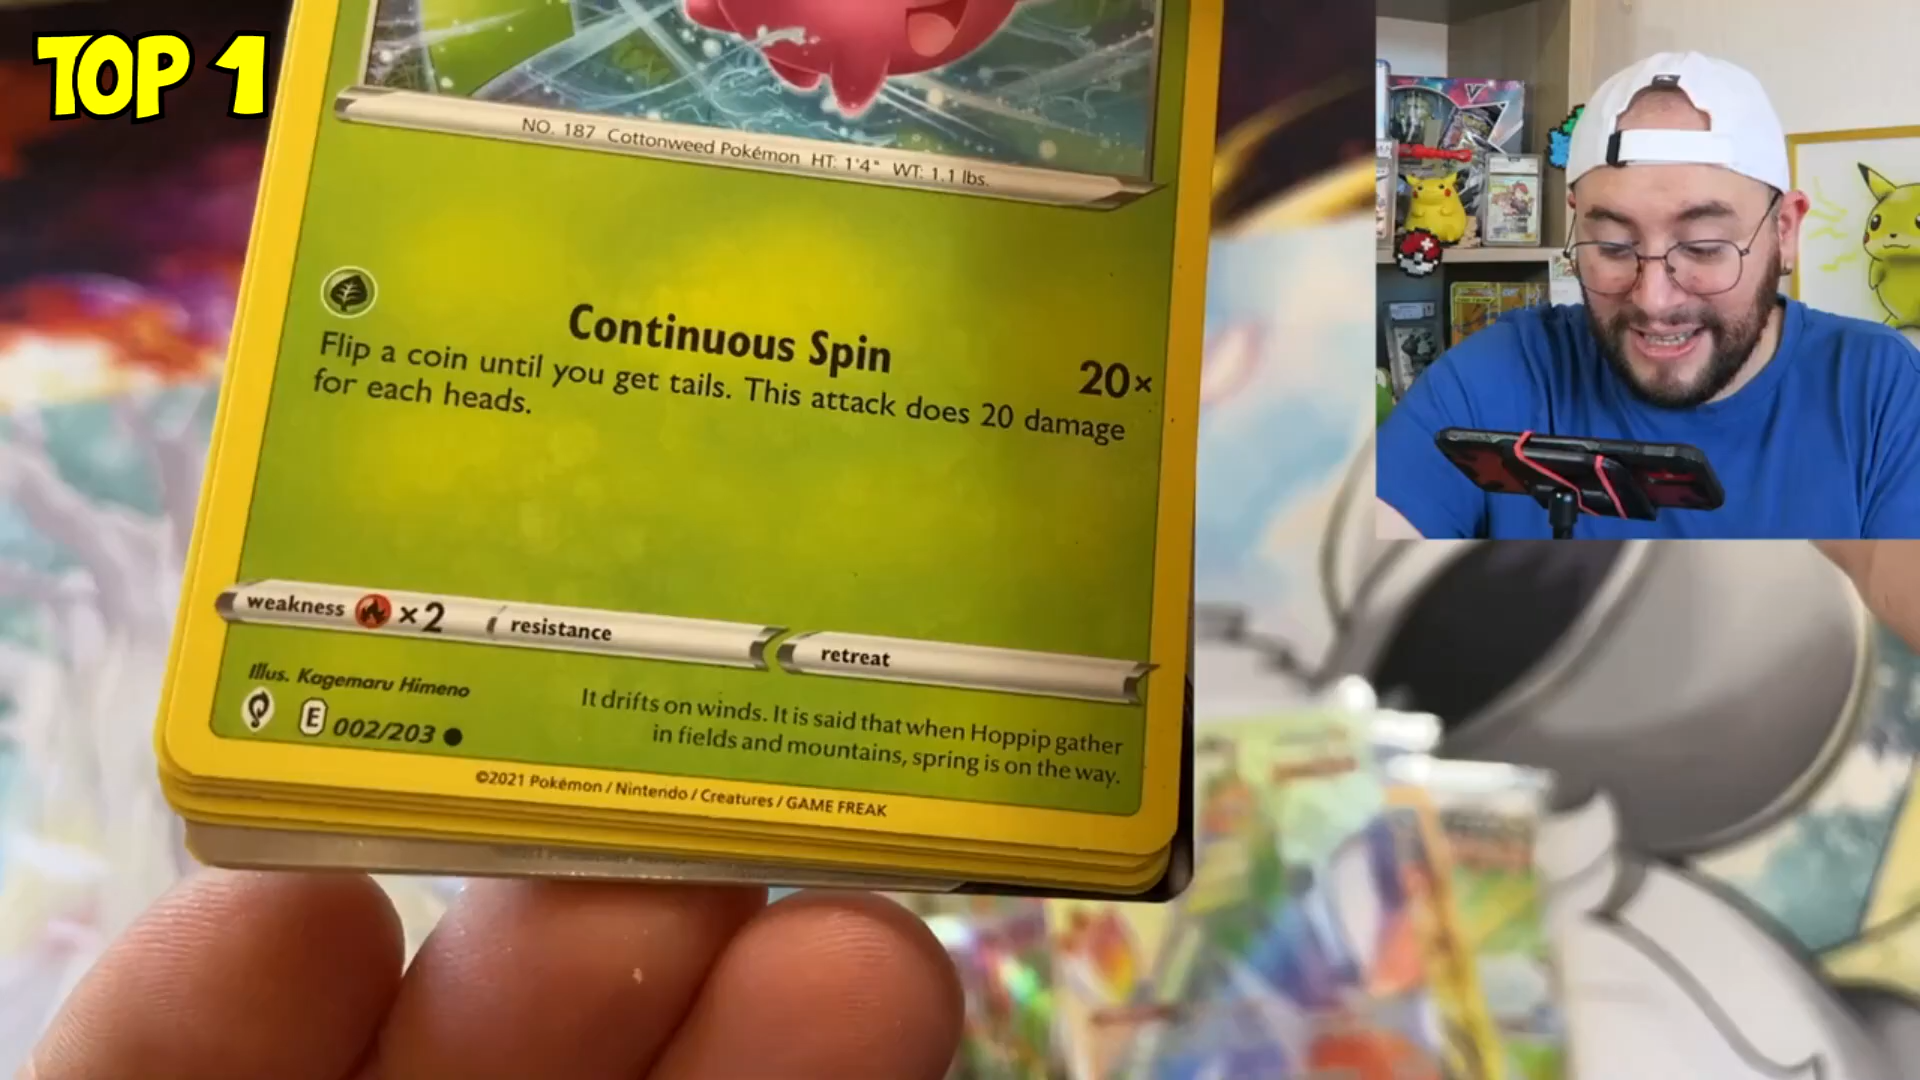 TOP 1
NO. 187 Cottonweed Pokémon HT: 1'4" WT: 1.1 lbs.
Continuous Spin
20×
Flip a coin until you get tails. This attack does 20 damage
for each heads.
weakness ×2 resistance retreat
Illus. Kagemaru Himeno
E 002/203
It drifts on winds. It is said that when Hoppip gather
in fields and mountains, spring is on the way.
©2021 Pokémon / Nintendo / Creatures / GAME FREAK
V